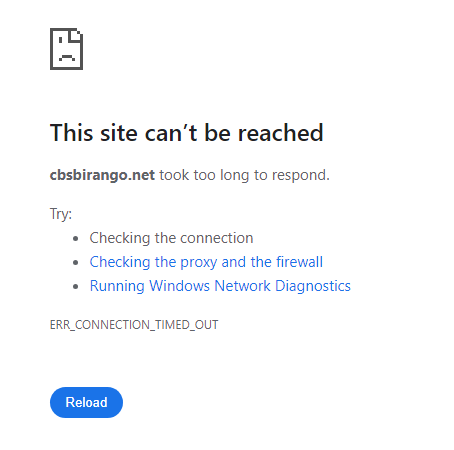 This site can’t be reached
cbsbirango.net took too long to respond.
Try:
• Checking the connection
• Checking the proxy and the firewall
• Running Windows Network Diagnostics
ERR_CONNECTION_TIMED_OUT
Reload